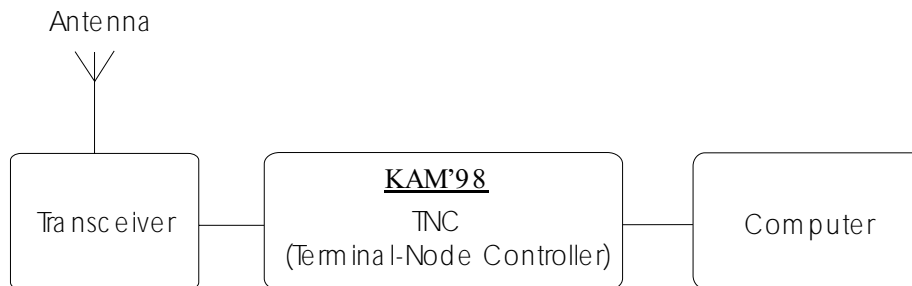 Antenna
Transceiver
KAM'98
TNC
(Terminal-Node Controller)
Computer